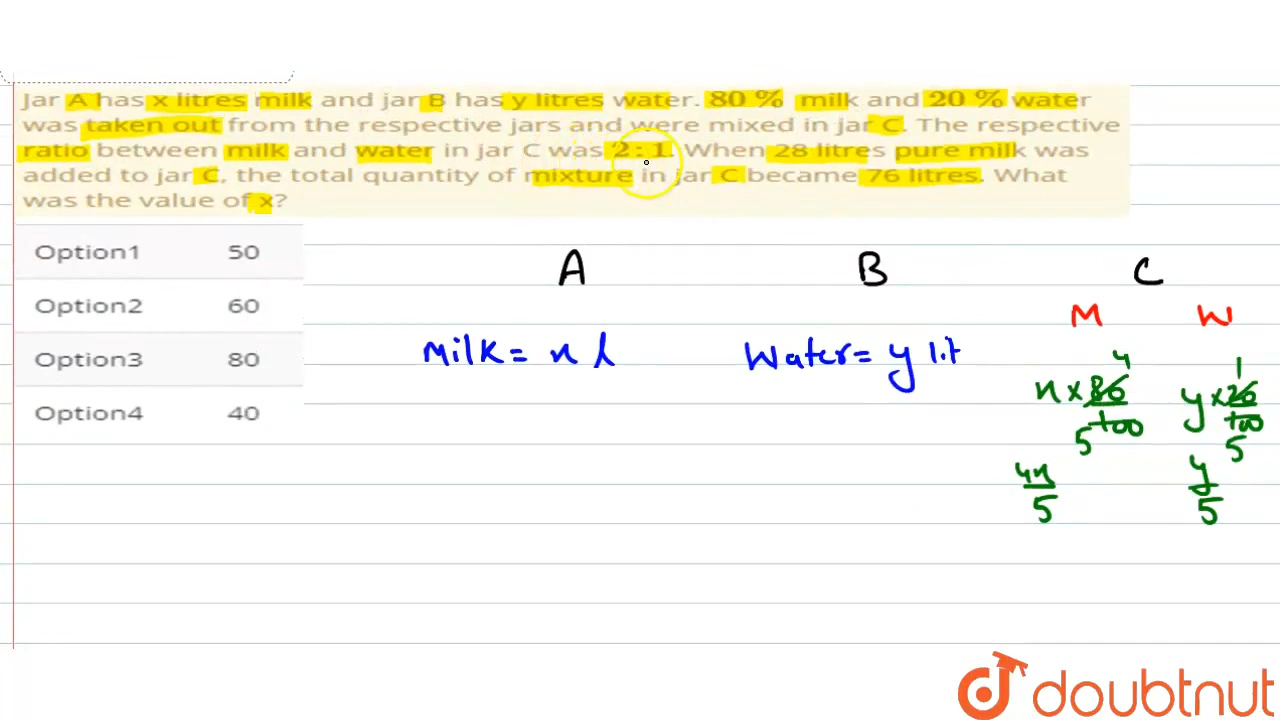 Jar A has x litres milk and jar B has y litres water. 80 % milk and 20 % water
was taken out from the respective jars and were mixed in jar C. The respective
ratio between milk and water in jar C was 2 : 1. When 28 litres pure milk was
added to jar C, the total quantity of mixture in jar C became 76 litres. What
was the value of x?
Option1 50
Option2 60
Option3 80
Option4 40
A B C
M W
Milk = x l Water = y lit
4 1
x × 80/100 y × 20/100
5 5
4x/5 y/5
doubtnut